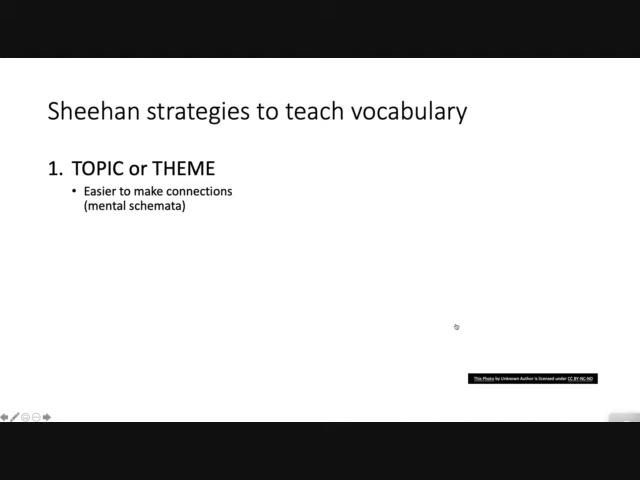 Sheehan strategies to teach vocabulary
1. TOPIC or THEME
• Easier to make connections
(mental schemata)
This Photo by Unknown Author is licensed under CC BY-NC-ND